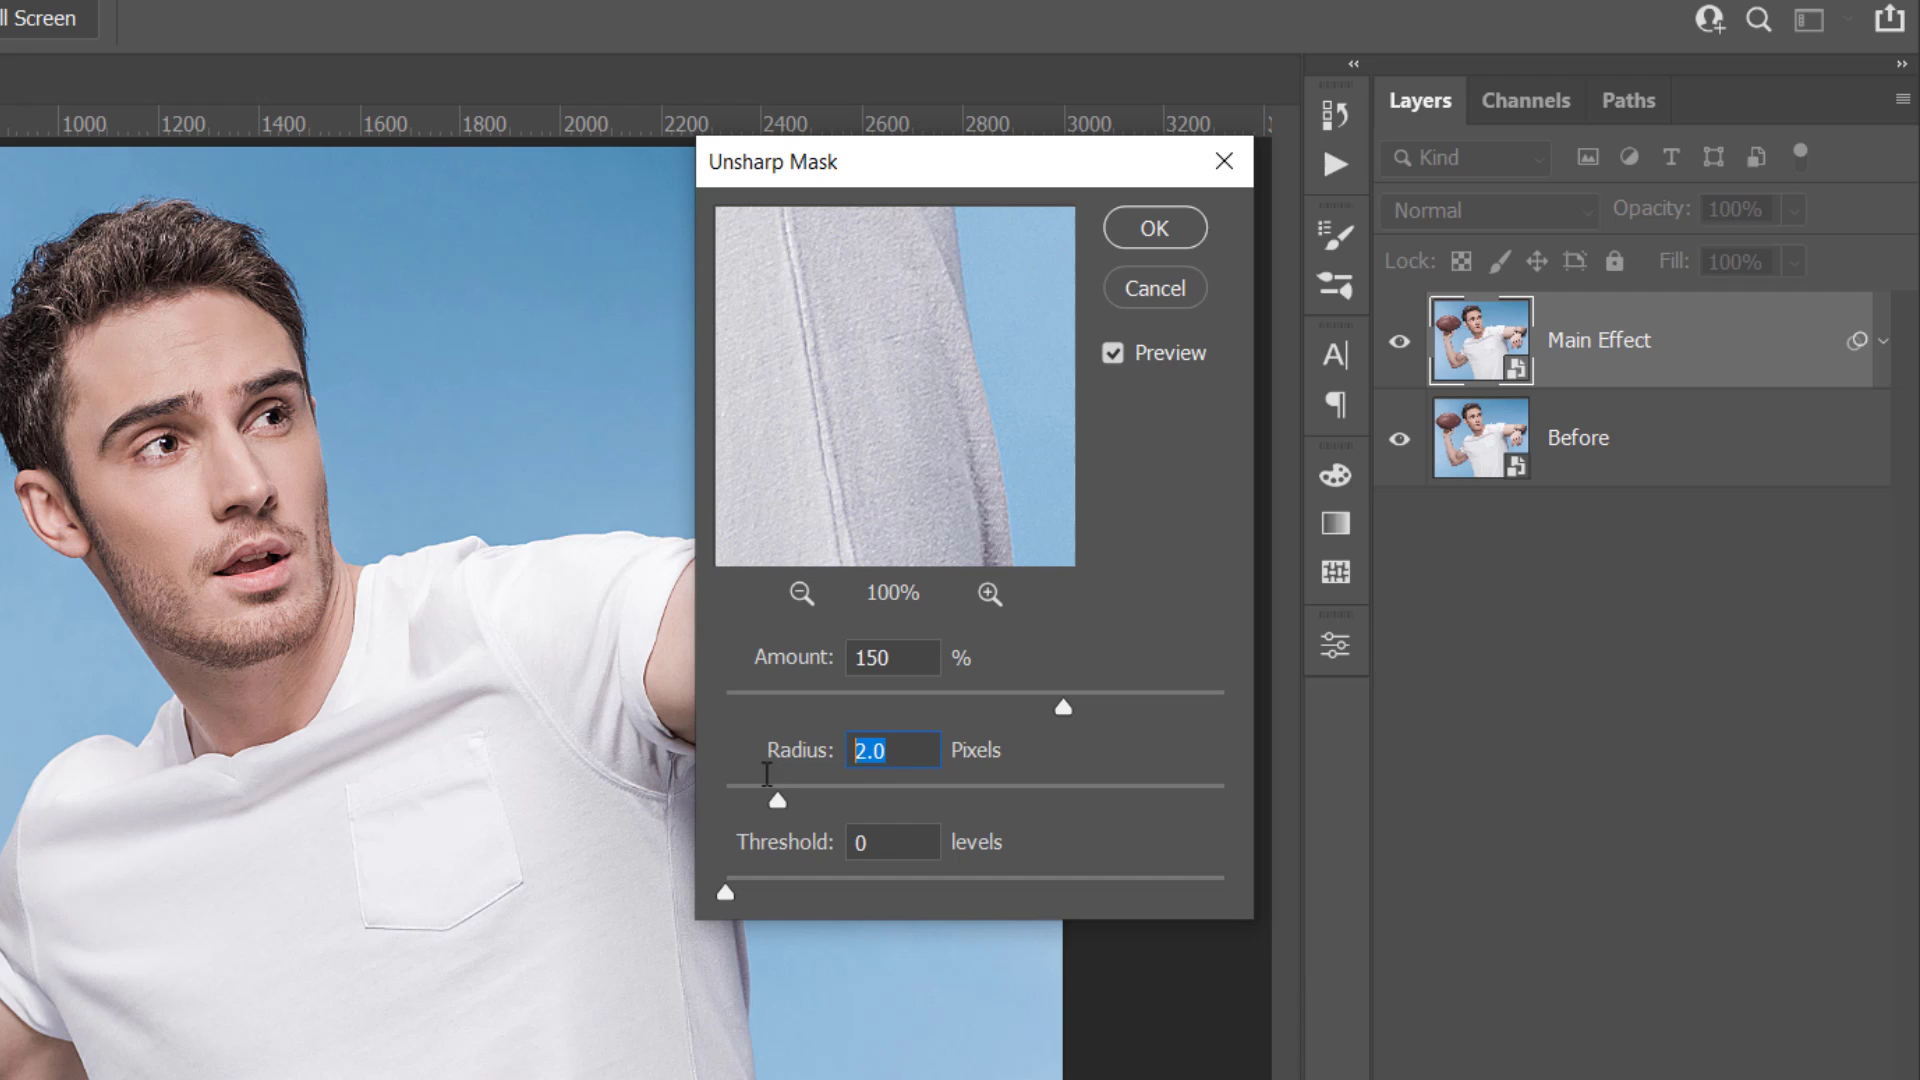 ll Screen
1000 1200 1400 1600 1800 2000 2200 2400 2600 2800 3000 3200
Unsharp Mask
OK
Cancel
Preview
100%
Amount: 150 %
Radius: 2.0 Pixels
Threshold: 0 levels
Layers Channels Paths
Kind
Normal Opacity: 100%
Lock: Fill: 100%
Main Effect
Before